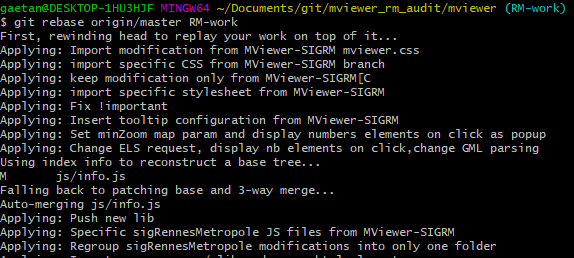 gaetan@DESKTOP-1HU3HJF MINGW64 ~/Documents/git/mviewer_rm_audit/mviewer (RM-work)
$ git rebase origin/master RM-work
First, rewinding head to replay your work on top of it...
Applying: Import modification from MViewer-SIGRM mviewer.css
Applying: import specific CSS from MViewer-SIGRM branch
Applying: keep modification only from MViewer-SIGRM[C
Applying: import specific stylesheet from MViewer-SIGRM
Applying: Fix !important
Applying: Insert tooltip configuration from MViewer-SIGRM
Applying: Set minZoom map param and display numbers elements on click as popup
Applying: Change ELS request, display nb elements on click,change GML parsing
Using index info to reconstruct a base tree...
M       js/info.js
Falling back to patching base and 3-way merge...
Auto-merging js/info.js
Applying: Push new lib
Applying: Specific sigRennesMetropole JS files from MViewer-SIGRM
Applying: Regroup sigRennesMetropole modifications into only one folder